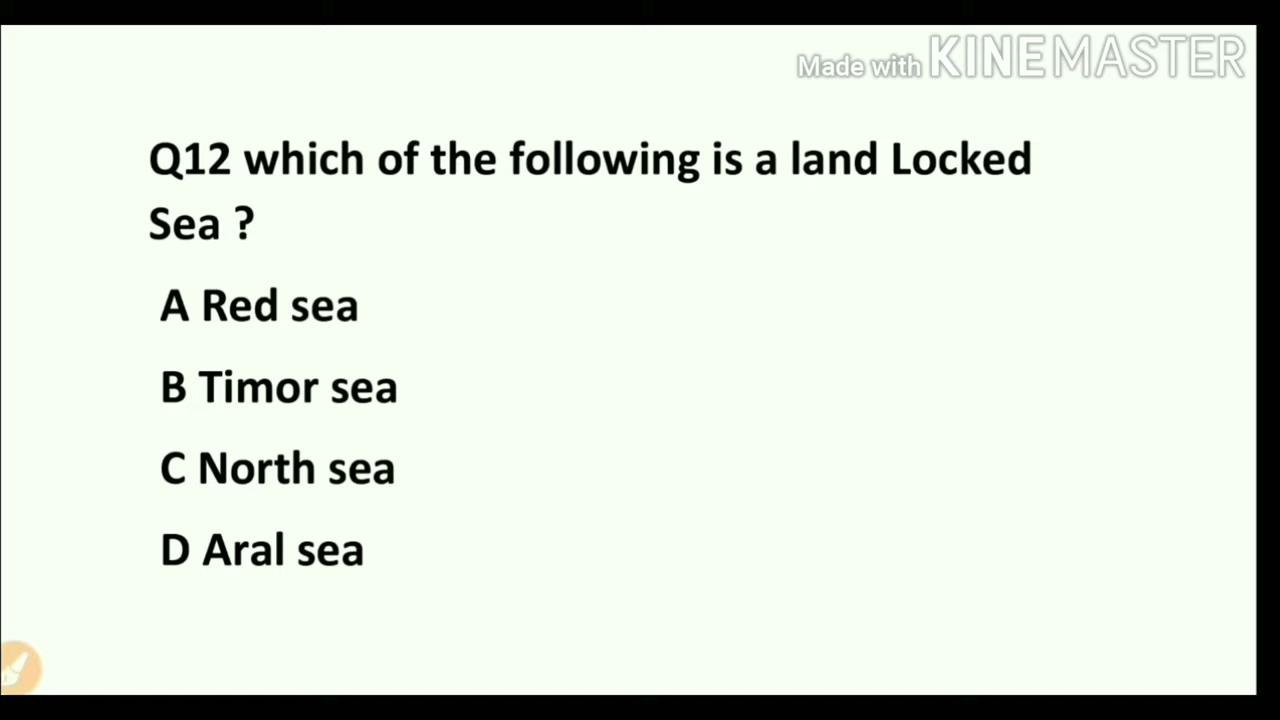 Made with KINEMASTER
Q12 which of the following is a land Locked
Sea ?
A Red sea
B Timor sea
C North sea
D Aral sea